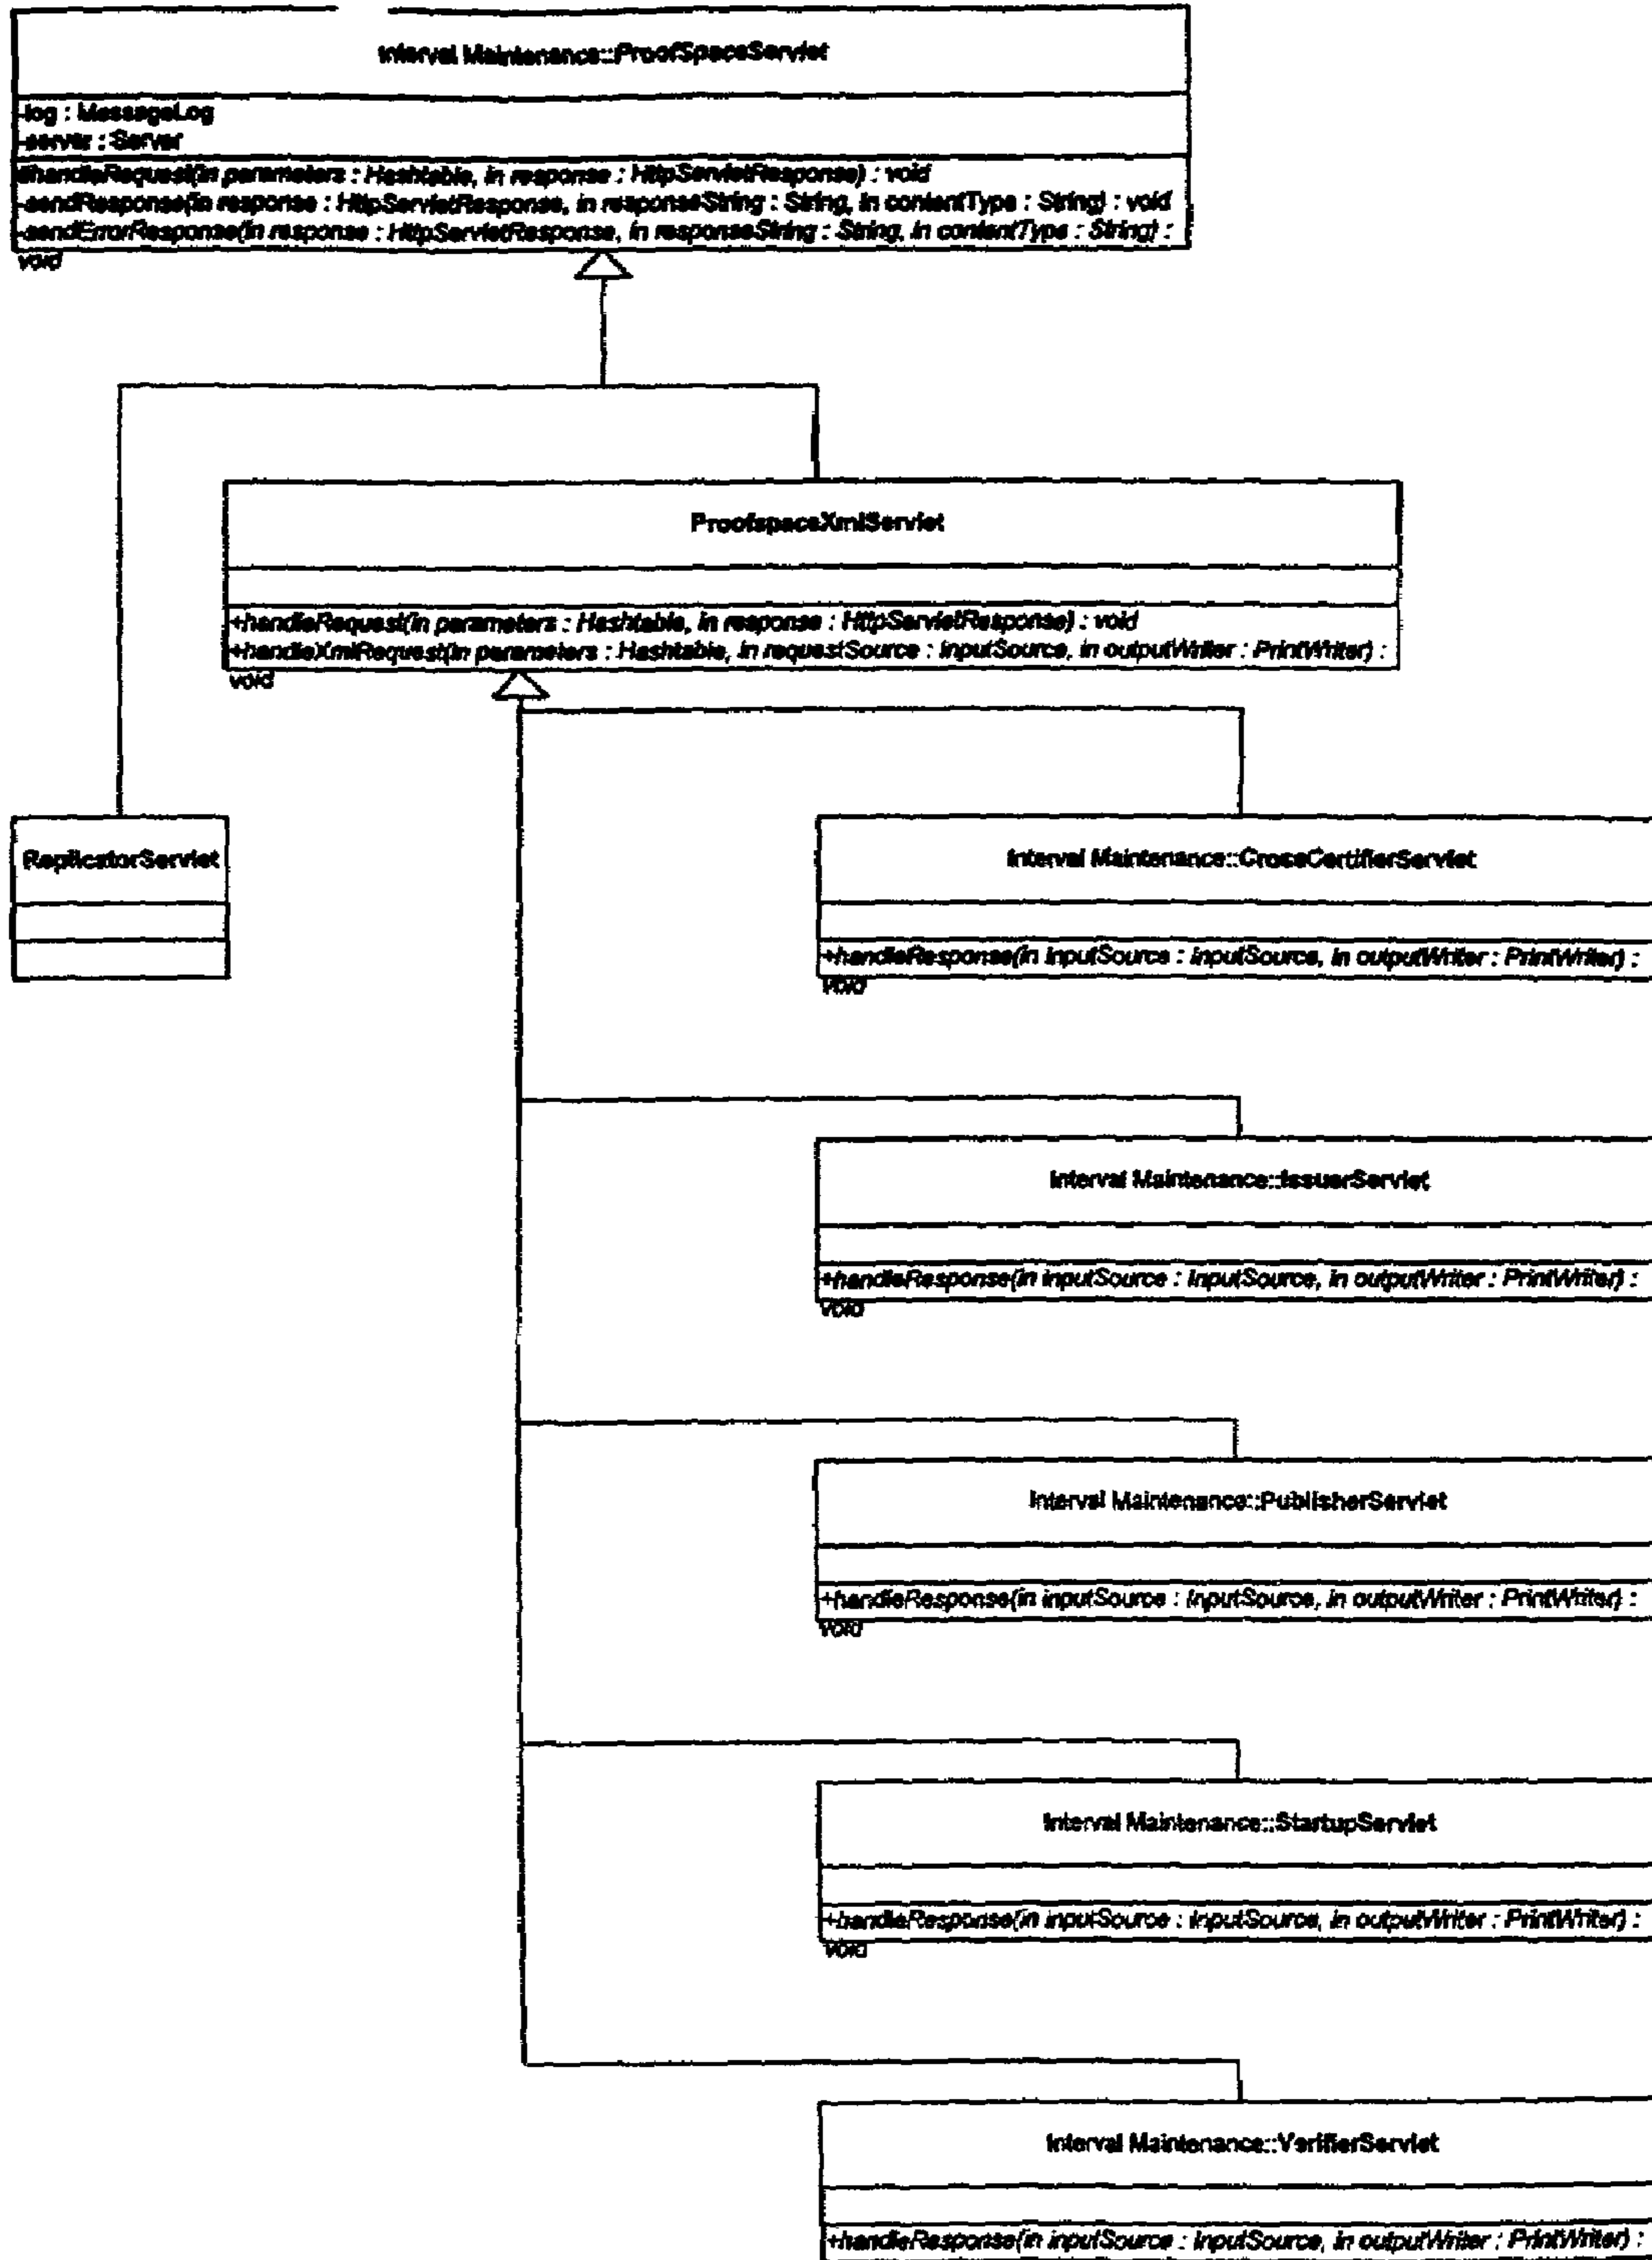 Interval Maintenance::ProofSpaceServlet
-log : MessageLog
-server : Server
#handleRequest(in parameters : Hashtable, in response : HttpServletResponse) : void
-sendResponse(in response : HttpServletResponse, in responseString : String, in contentType : String) : void
-sendErrorResponse(in response : HttpServletResponse, in responseString : String, in contentType : String) :
void
ProofspaceXmlServlet
+handleRequest(in parameters : Hashtable, in response : HttpServletResponse) : void
+handleXmlRequest(in parameters : Hashtable, in requestSource : InputSource, in outputWriter : PrintWriter) :
void
ReplicatorServlet
Interval Maintenance::CrossCertifierServlet
+handleResponse(in inputSource : InputSource, in outputWriter : PrintWriter) :
void
Interval Maintenance::IssuerServlet
+handleResponse(in inputSource : InputSource, in outputWriter : PrintWriter) :
void
Interval Maintenance::PublisherServlet
+handleResponse(in inputSource : InputSource, in outputWriter : PrintWriter) :
void
Interval Maintenance::StartupServlet
+handleResponse(in inputSource : InputSource, in outputWriter : PrintWriter) :
void
Interval Maintenance::VerifierServlet
+handleResponse(in inputSource : InputSource, in outputWriter : PrintWriter) :